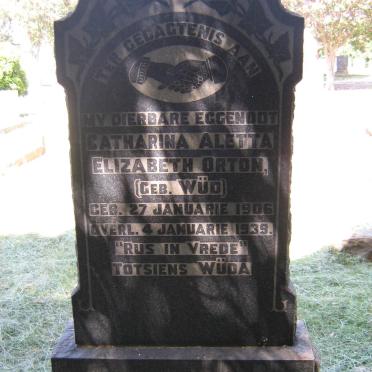 TER GEDAGTENIS AAN
MY DIERBARE EGGENOOT
CATHARINA ALETTA
ELIZABETH ORTON,
(GEB. WÜD)
GEB. 27 JANUARIE 1906
OVERL. 4 JANUARIE 1939.
"RUS IN VREDE"
TOTSIENS WÜDA